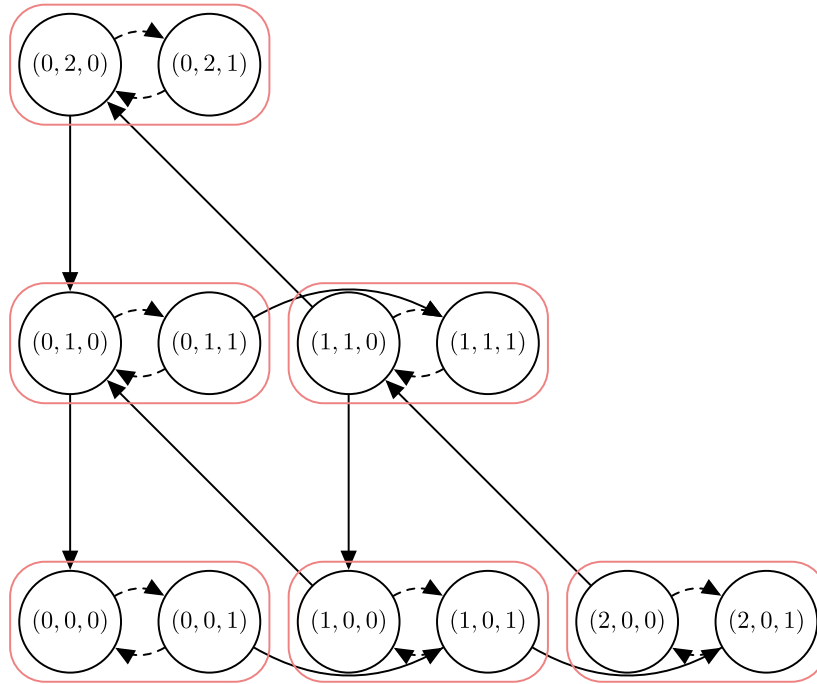 (0, 2, 0) (0, 2, 1)
(0, 1, 0) (0, 1, 1) (1, 1, 0) (1, 1, 1)
(0, 0, 0) (0, 0, 1) (1, 0, 0) (1, 0, 1) (2, 0, 0) (2, 0, 1)